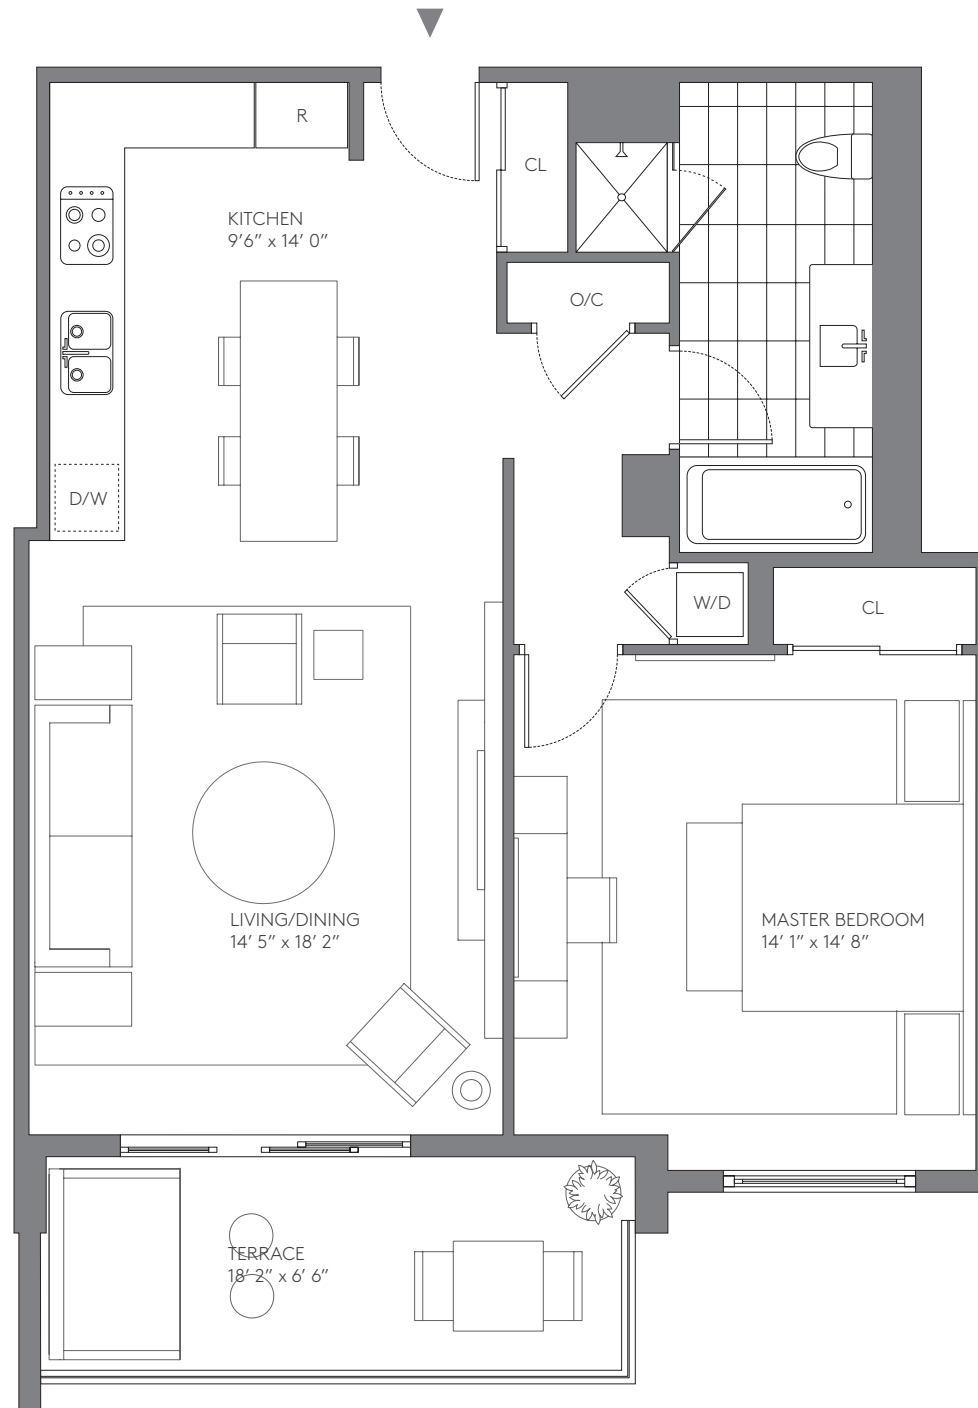 R
CL
KITCHEN
9'6" x 14' 0"
O/C
D/W
W/D
CL
LIVING/DINING
14' 5" x 18' 2"
MASTER BEDROOM
14' 1" x 14' 8"
TERRACE
18' 2" x 6' 6"